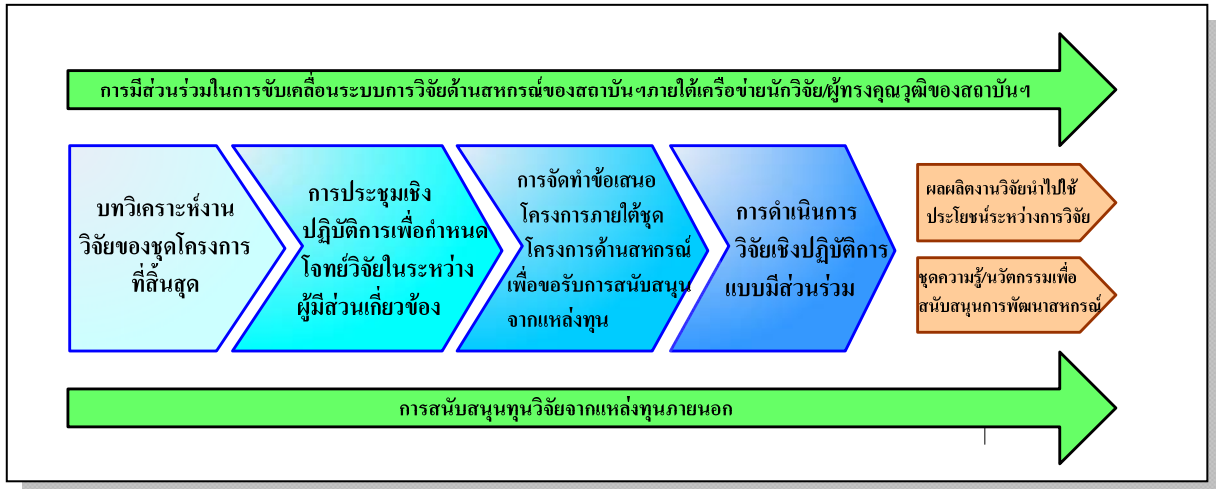 การมีส่วนร่วมในการขับเคลื่อนระบบการวิจัยด้านสหกรณ์ของสถาบันฯภายใต้เครือข่ายนักวิจัย/ผู้ทรงคุณวุฒิของสถาบันฯ
บทวิเคราะห์งาน
วิจัยของชุดโครงการ
ที่สิ้นสุด
การประชุมเชิง
ปฏิบัติการเพื่อกำหนด
โจทย์วิจัยในระหว่าง
ผู้มีส่วนเกี่ยวข้อง
การจัดทำข้อเสนอ
โครงการภายใต้ชุด
โครงการด้านสหกรณ์
เพื่อขอรับการสนับสนุน
จากแหล่งทุน
การดำเนินการ
วิจัยเชิงปฏิบัติการ
แบบมีส่วนร่วม
ผลผลิตงานวิจัยนำไปใช้
ประโยชน์ระหว่างการวิจัย
ชุดความรู้/นวัตกรรมเพื่อ
สนับสนุนการพัฒนาสหกรณ์
การสนับสนุนทุนวิจัยจากแหล่งทุนภายนอก